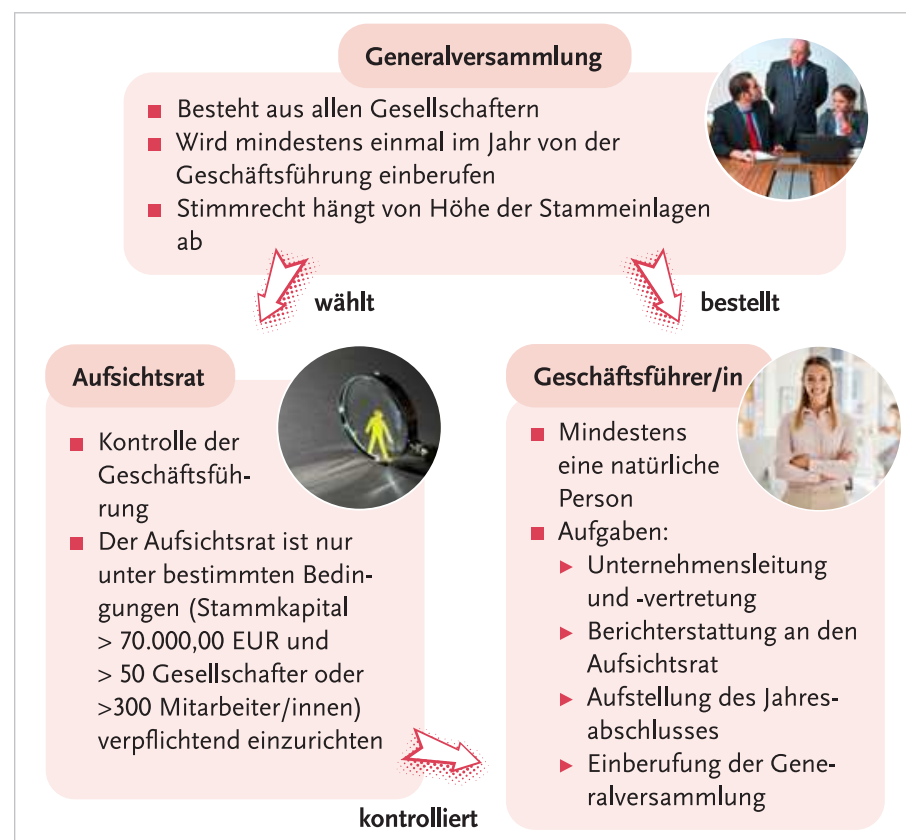 Generalversammlung
■ Besteht aus allen Gesellschaftern
■ Wird mindestens einmal im Jahr von der
Geschäftsführung einberufen
■ Stimmrecht hängt von Höhe der Stammeinlagen
ab
wählt
bestellt
Aufsichtsrat
■ Kontrolle der
Geschäftsfüh-
rung
■ Der Aufsichtsrat ist nur
unter bestimmten Bedin-
gungen (Stammkapital
> 70.000,00 EUR und
> 50 Gesellschafter oder
>300 Mitarbeiter/innen)
verpflichtend einzurichten
Geschäftsführer/in
■ Mindestens
eine natürliche
Person
■ Aufgaben:
► Unternehmensleitung
und -vertretung
► Berichterstattung an den
Aufsichtsrat
► Aufstellung des Jahres-
abschlusses
► Einberufung der Gene-
ralversammlung
kontrolliert